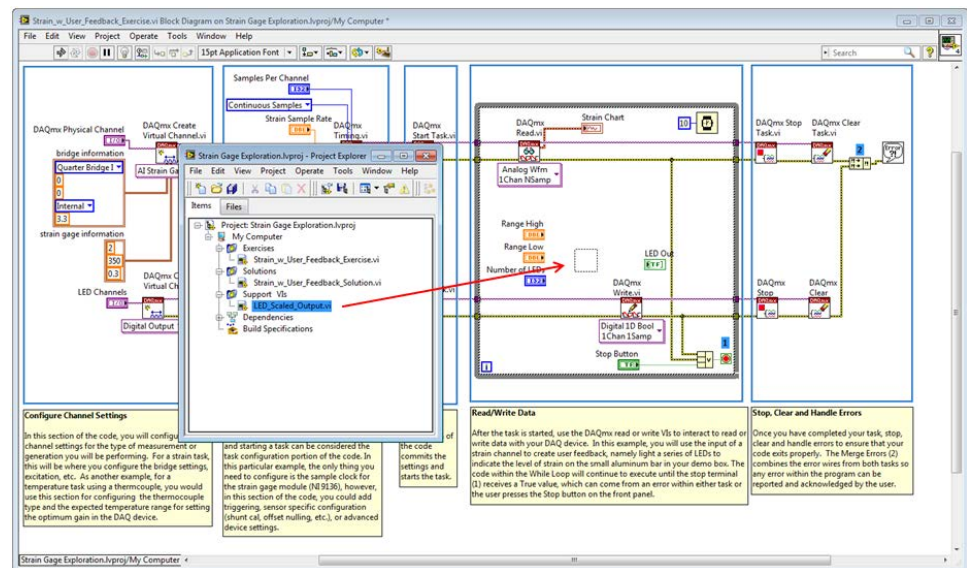 Strain_w_User_Feedback_Exercise.vi Block Diagram on Strain Gage Exploration.lvproj/My Computer *
File Edit View Project Operate Tools Window Help
15pt Application Font
Search
Samples Per Channel
I32
Continuous Samples
Strain Sample Rate
DBL
DAQmx Physical Channel
I/O
DAQmx Create
Virtual Channel.vi
AI Strain Ga
bridge information
Quarter Bridge I
0
0
Internal
3.3
strain gage information
2
350
0.3
DAQmx C
Virtual Ch
LED Channels
I/O
Digital Output
DAQmx
Timing.vi
DAQmx
Start Task.vi
Strain Gage Exploration.lvproj - Project Explorer
File Edit View Project Operate Tools Window Help
Items Files
Project: Strain Gage Exploration.lvproj
My Computer
Exercises
Strain_w_User_Feedback_Exercise.vi
Solutions
Strain_w_User_Feedback_Solution.vi
Support VIs
LED_Scaled_Output.vi
Dependencies
Build Specifications
DAQmx
Read.vi
Strain Chart
10
Analog Wfm
1Chan NSamp
Range High
DBL
Range Low
DBL
Number of LEDs
I32
LED Out
TF
DAQmx
Write.vi
Digital 1D Bool
1Chan 1Samp
Stop Button
TF
1
i
DAQmx Stop
Task.vi
DAQmx Clear
Task.vi
2
DAQmx
Stop
DAQmx
Clear
Configure Channel Settings
In this section of the code, you will configu
channel settings for the type of measurement or
generation you will be performing. For a strain task,
this will be where you configure the bridge settings,
excitation, etc. As another example, for a
temperature task using a thermocouple, you would
use this section for configuring the thermocouple
type and the expected temperature range for setting
the optimum gain in the DAQ device.
and starting a task can be considered the
task configuration portion of the code. In
this particular example, the only thing you
need to configure is the sample clock for
the strain gage module (NI 9136), however,
in this section of the code, you could add
triggering, sensor specific configuration
(shunt cal, offset nulling, etc.), or advanced
device settings.
of
the code
commits the
settings and
starts the task.
Read/Write Data
After the task is started, use the DAQmx read or write VIs to interact to read or
write data with your DAQ device. In this example, you will use the input of a
strain channel to create user feedback, namely light a series of LEDs to
indicate the level of strain on the small aluminum bar in your demo box. The
code within the While Loop will continue to execute until the stop terminal
(1) receives a True value, which can come from an error within either task or
the user presses the Stop button on the front panel.
Stop, Clear and Handle Errors
Once you have completed your task, stop,
clear and handle errors to ensure that your
code exits properly. The Merge Errors (2)
combines the error wires from both tasks so
any error within the program can be
reported and acknowledged by the user.
Strain Gage Exploration.lvproj/My Computer